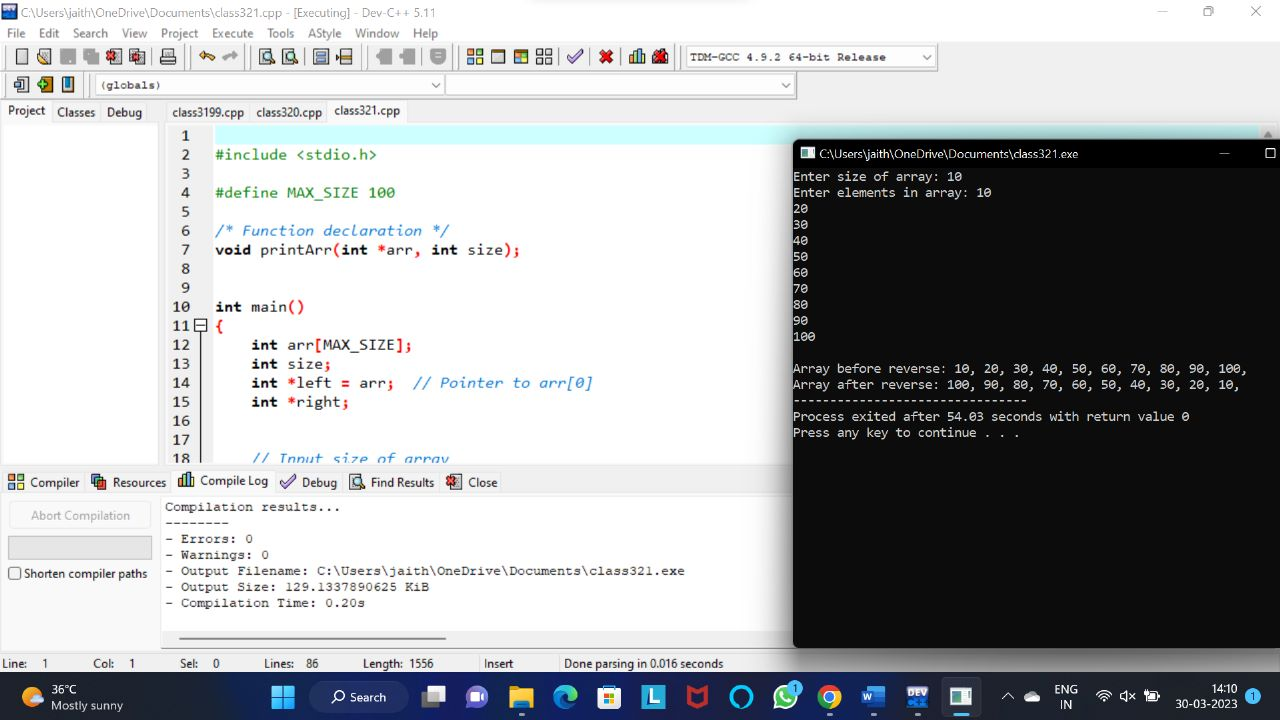 C:\Users\jaith\OneDrive\Documents\class321.cpp - [Executing] - Dev-C++ 5.11
File Edit Search View Project Execute Tools AStyle Window Help
TDM-GCC 4.9.2 64-bit Release
(globals)
Project Classes Debug
class3199.cpp class320.cpp class321.cpp
1
2 #include <stdio.h>
3
4 #define MAX_SIZE 100
5
6 /* Function declaration */
7 void printArr(int *arr, int size);
8
9
10 int main()
11 {
12 int arr[MAX_SIZE];
13 int size;
14 int *left = arr; // Pointer to arr[0]
15 int *right;
16
17
18 // Input size of array
C:\Users\jaith\OneDrive\Documents\class321.exe
Enter size of array: 10
Enter elements in array: 10
20
30
40
50
60
70
80
90
100
Array before reverse: 10, 20, 30, 40, 50, 60, 70, 80, 90, 100,
Array after reverse: 100, 90, 80, 70, 60, 50, 40, 30, 20, 10,
--------------------------------
Process exited after 54.03 seconds with return value 0
Press any key to continue . . .
Compiler Resources Compile Log Debug Find Results Close
Abort Compilation
Shorten compiler paths
Compilation results...
--------
- Errors: 0
- Warnings: 0
- Output Filename: C:\Users\jaith\OneDrive\Documents\class321.exe
- Output Size: 129.1337890625 KiB
- Compilation Time: 0.20s
Line: 1 Col: 1 Sel: 0 Lines: 86 Length: 1556 Insert Done parsing in 0.016 seconds
36°C
Mostly sunny
Search
L
1
W
DEV
ENG
IN
14:10
30-03-2023
1